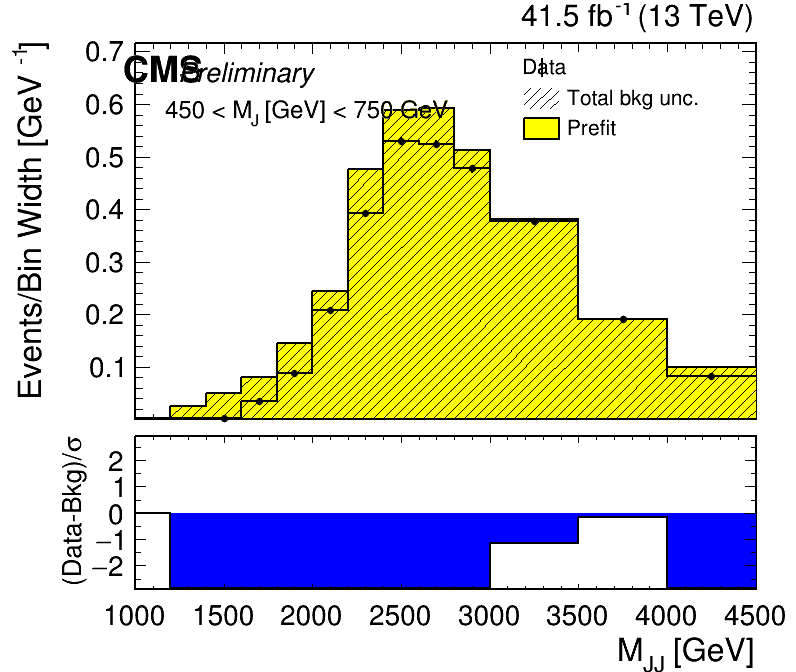 41.5 fb⁻¹ (13 TeV)
CMS Preliminary
450 < M_J [GeV] < 750 GeV
Data
Total bkg unc.
Prefit
Events/Bin Width [GeV⁻¹]
0.7
0.6
0.5
0.4
0.3
0.2
0.1
(Data-Bkg)/σ
2
1
0
−1
−2
1000 1500 2000 2500 3000 3500 4000 4500
M_JJ [GeV]